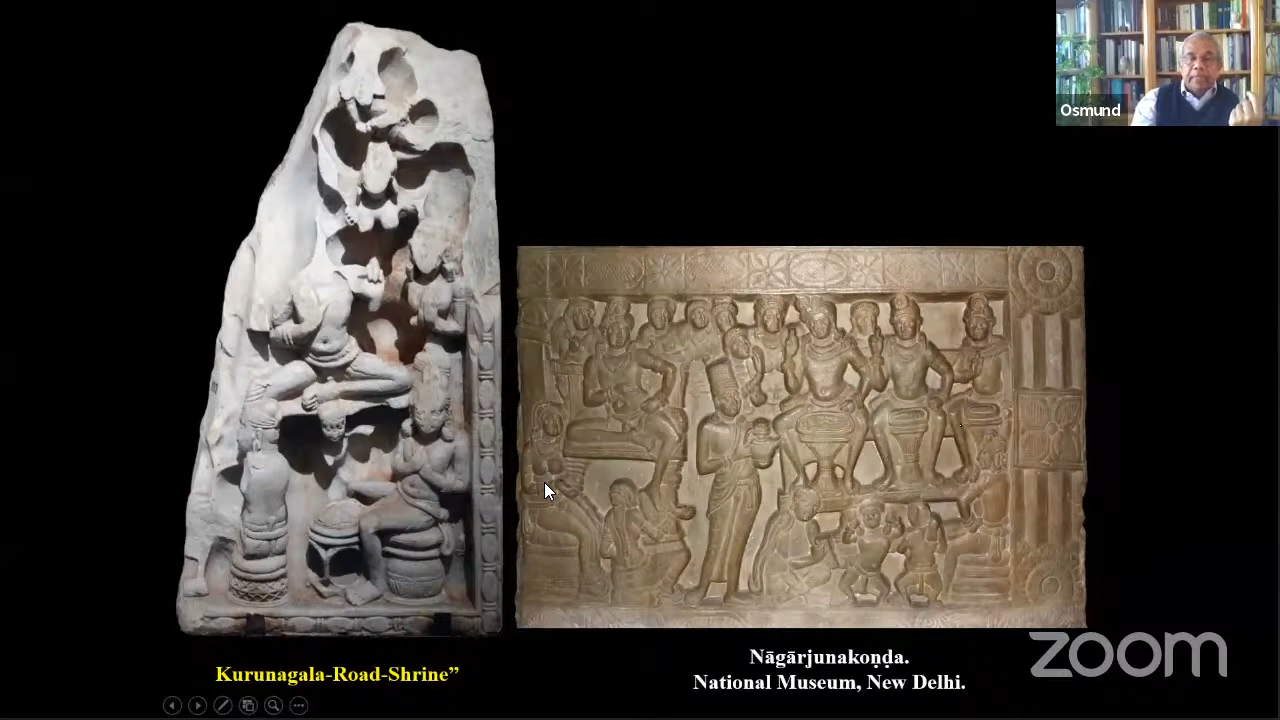 Osmund
Kurunagala-Road-Shrine”
Nāgārjunakoṇḍa.
National Museum, New Delhi.
zoom